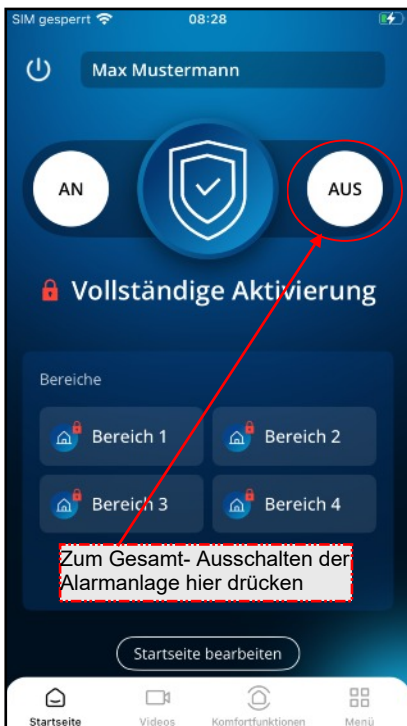 SIM gesperrt 08:28
Max Mustermann
AN
AUS
Vollständige Aktivierung
Bereiche
Bereich 1
Bereich 2
Bereich 3
Bereich 4
Zum Gesamt- Ausschalten der
Alarmanlage hier drücken
Startseite bearbeiten
Startseite
Videos
Komfortfunktionen
Menü